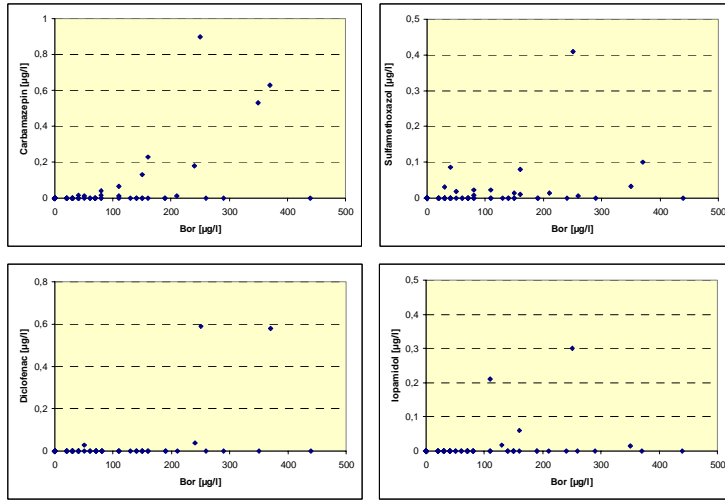 Carbamazepin [µg/l]
1
0,8
0,6
0,4
0,2
0
0 100 200 300 400 500
Bor [µg/l]
Sulfamethoxazol [µg/l]
0,5
0,4
0,3
0,2
0,1
0
0 100 200 300 400 500
Bor [µg/l]
Diclofenac [µg/l]
0,8
0,6
0,4
0,2
0
0 100 200 300 400 500
Bor [µg/l]
Iopamidol [µg/l]
0,5
0,4
0,3
0,2
0,1
0
0 100 200 300 400 500
Bor [µg/l]